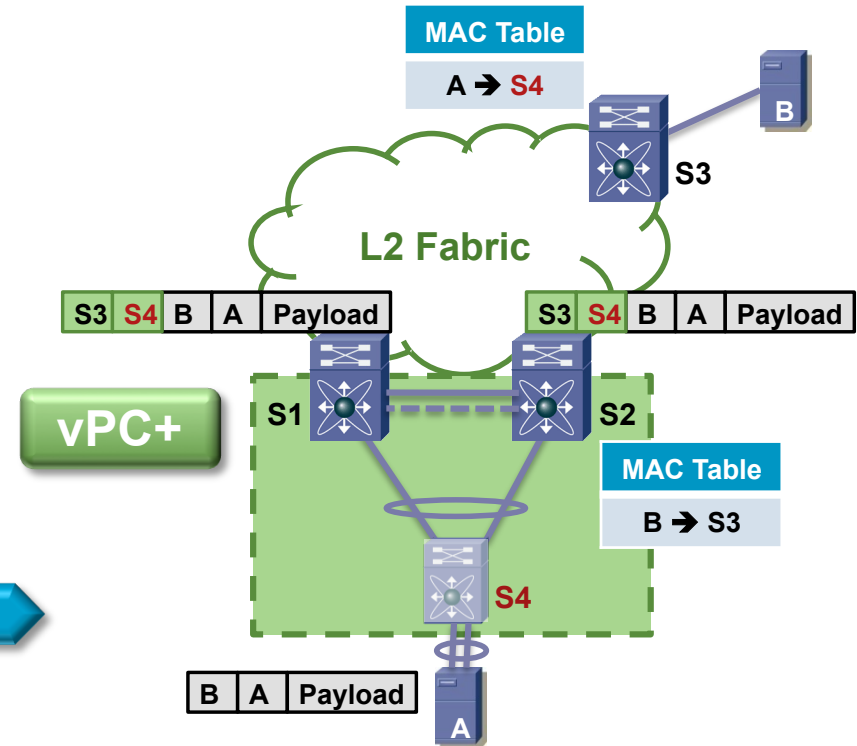 MAC Table
A → S4
B
S3
L2 Fabric
S3 S4 B A Payload
S3 S4 B A Payload
vPC+
S1
S2
MAC Table
B → S3
S4
B A Payload
A